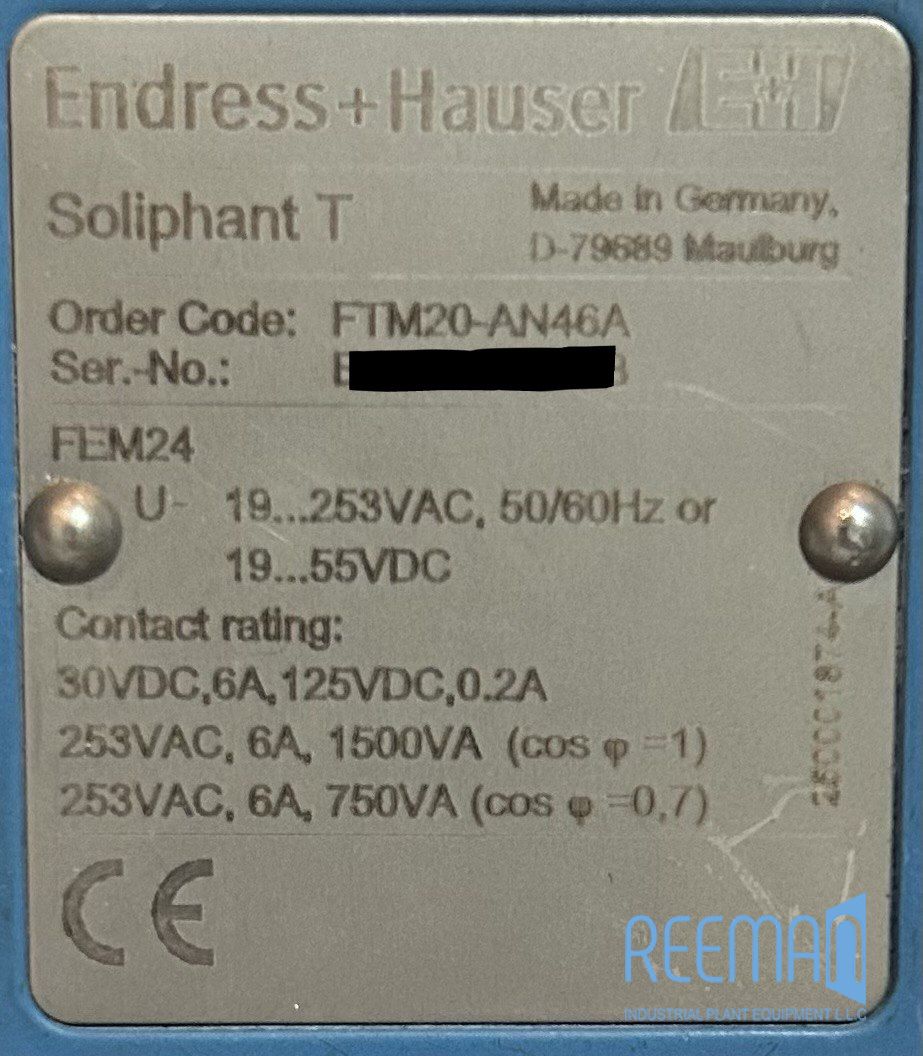 Endress+Hauser E+H
Soliphant T
Made in Germany,
D-79689 Maulburg
Order Code: FTM20-AN46A
Ser.-No.:
FEM24
U- 19...253VAC, 50/60Hz or
19...55VDC
Contact rating:
30VDC,6A,125VDC,0.2A
253VAC, 6A, 1500VA (cos φ =1)
253VAC, 6A, 750VA (cos φ =0,7)
CE
REEMAN
INDUSTRIAL PLANT EQUIPMENT L.L.C